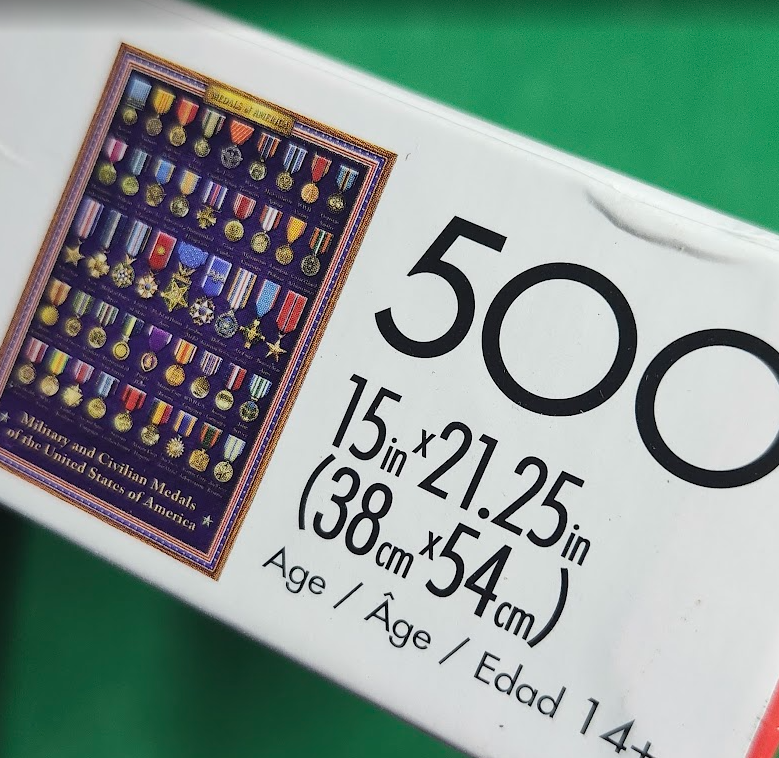 MEDALS of AMERICA
Military and Civilian Medals
of the United States of America
500
15in x 21.25in
(38cm x 54cm)
Age / Âge / Edad 14+